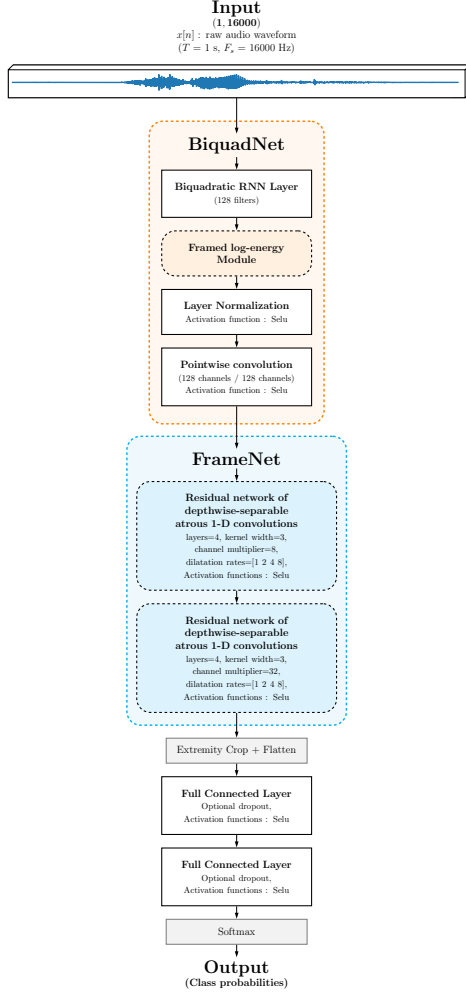 Input
(1, 16000)
x[n] : raw audio waveform
(T = 1 s, Fs = 16000 Hz)
BiquadNet
Biquadratic RNN Layer
(128 filters)
Framed log-energy
Module
Layer Normalization
Activation function : Selu
Pointwise convolution
(128 channels / 128 channels)
Activation function : Selu
FrameNet
Residual network of
depthwise-separable
atrous 1-D convolutions
layers=4, kernel width=3,
channel multiplier=8,
dilatation rates=[1 2 4 8],
Activation functions : Selu
Residual network of
depthwise-separable
atrous 1-D convolutions
layers=4, kernel width=3,
channel multiplier=32,
dilatation rates=[1 2 4 8],
Activation functions : Selu
Extremity Crop + Flatten
Full Connected Layer
Optional dropout,
Activation functions : Selu
Full Connected Layer
Optional dropout,
Activation functions : Selu
Softmax
Output
(Class probabilities)